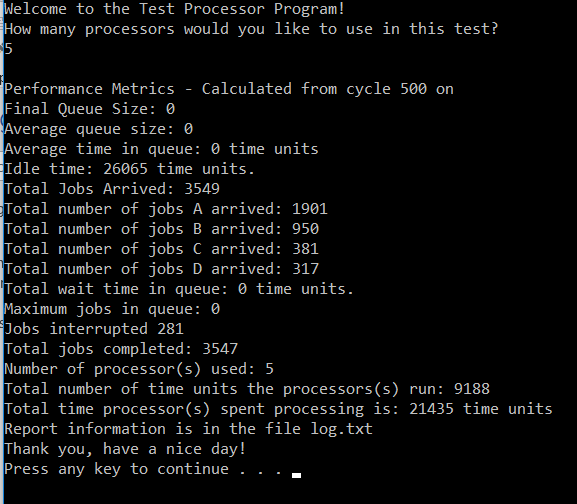 Welcome to the Test Processor Program!
How many processors would you like to use in this test?
5
Performance Metrics - Calculated from cycle 500 on
Final Queue Size: 0
Average queue size: 0
Average time in queue: 0 time units
Idle time: 26065 time units.
Total Jobs Arrived: 3549
Total number of jobs A arrived: 1901
Total number of jobs B arrived: 950
Total number of jobs C arrived: 381
Total number of jobs D arrived: 317
Total wait time in queue: 0 time units.
Maximum jobs in queue: 0
Jobs interrupted 281
Total jobs completed: 3547
Number of processor(s) used: 5
Total number of time units the processors(s) run: 9188
Total time processor(s) spent processing is: 21435 time units
Report information is in the file log.txt
Thank you, have a nice day!
Press any key to continue . . .